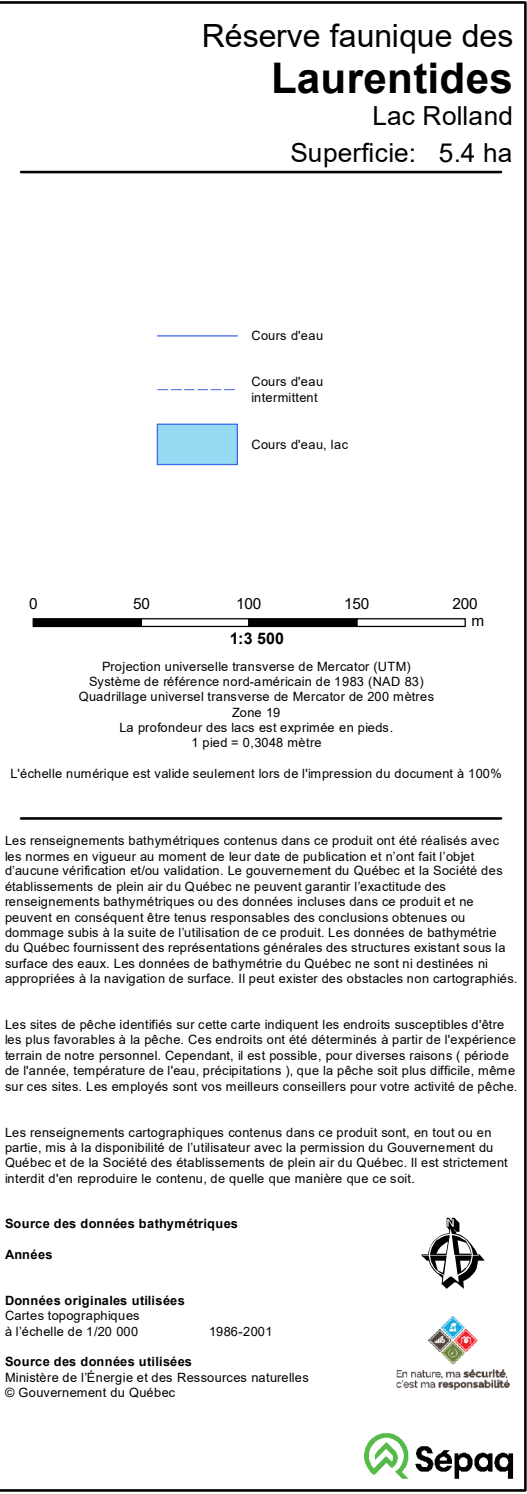 Réserve faunique des
Laurentides
Lac Rolland
Superficie: 5.4 ha
Cours d'eau
Cours d'eau
intermittent
Cours d'eau, lac
0 50 100 150 200
m
1:3 500
Projection universelle transverse de Mercator (UTM)
Système de référence nord-américain de 1983 (NAD 83)
Quadrillage universel transverse de Mercator de 200 mètres
Zone 19
La profondeur des lacs est exprimée en pieds.
1 pied = 0,3048 mètre
L'échelle numérique est valide seulement lors de l'impression du document à 100%
Les renseignements bathymétriques contenus dans ce produit ont été réalisés avec
les normes en vigueur au moment de leur date de publication et n'ont fait l'objet
d'aucune vérification et/ou validation. Le gouvernement du Québec et la Société des
établissements de plein air du Québec ne peuvent garantir l'exactitude des
renseignements bathymétriques ou des données incluses dans ce produit et ne
peuvent en conséquent être tenus responsables des conclusions obtenues ou
dommage subis à la suite de l'utilisation de ce produit. Les données de bathymétrie
du Québec fournissent des représentations générales des structures existant sous la
surface des eaux. Les données de bathymétrie du Québec ne sont ni destinées ni
appropriées à la navigation de surface. Il peut exister des obstacles non cartographiés.
Les sites de pêche identifiés sur cette carte indiquent les endroits susceptibles d'être
les plus favorables à la pêche. Ces endroits ont été déterminés à partir de l'expérience
terrain de notre personnel. Cependant, il est possible, pour diverses raisons ( période
de l'année, température de l'eau, précipitations ), que la pêche soit plus difficile, même
sur ces sites. Les employés sont vos meilleurs conseillers pour votre activité de pêche.
Les renseignements cartographiques contenus dans ce produit sont, en tout ou en
partie, mis à la disponibilité de l'utilisateur avec la permission du Gouvernement du
Québec et de la Société des établissements de plein air du Québec. Il est strictement
interdit d'en reproduire le contenu, de quelle que manière que ce soit.
Source des données bathymétriques
Années
Données originales utilisées
Cartes topographiques
à l'échelle de 1/20 000 1986-2001
Source des données utilisées
Ministère de l'Énergie et des Ressources naturelles
© Gouvernement du Québec
N
En nature, ma sécurité,
c'est ma responsabilité
Sépaq